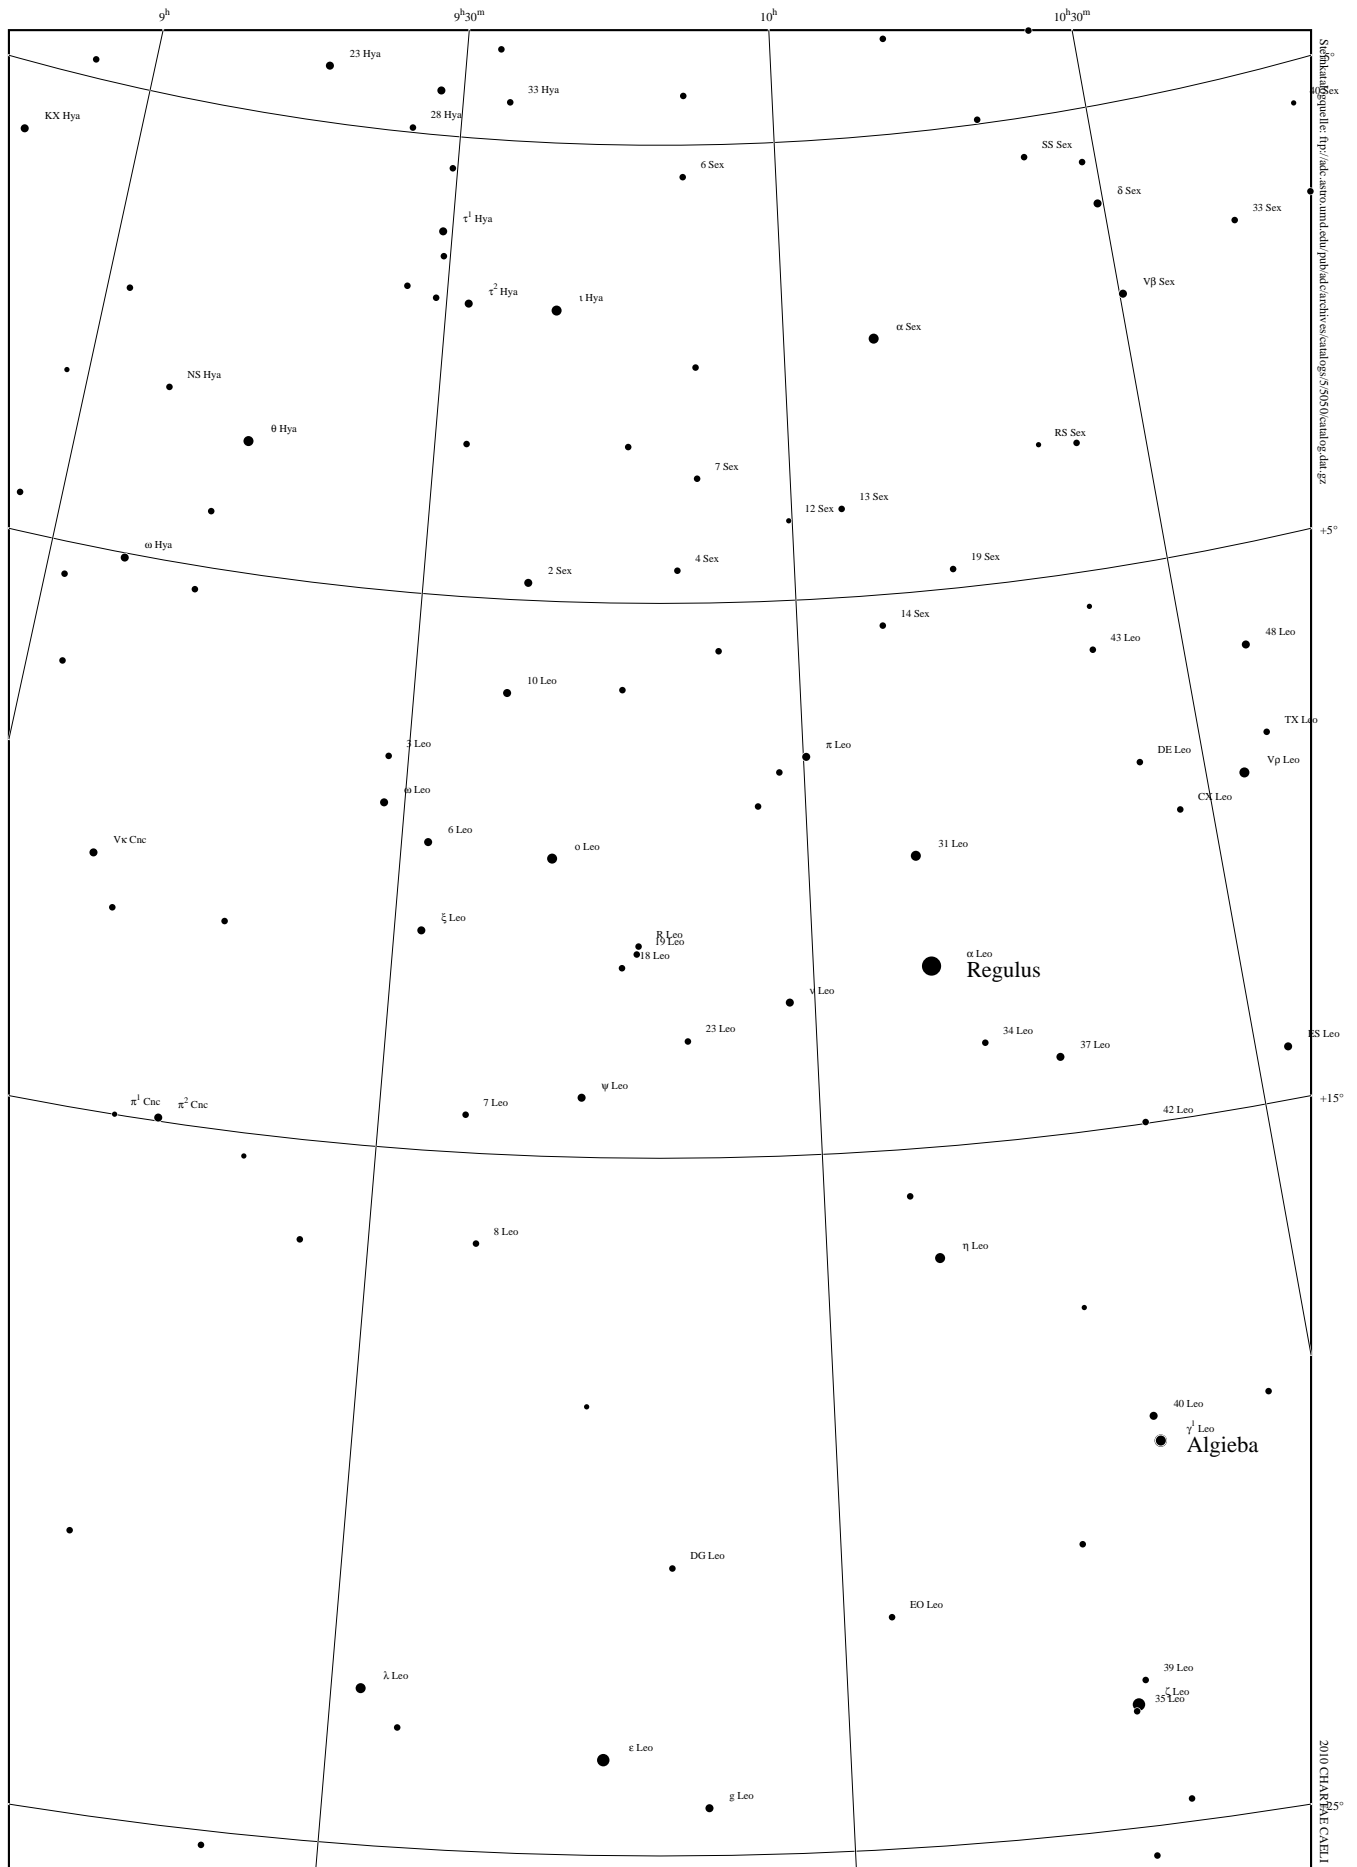 9h
9h30m
10h
10h30m
23 Hya
33 Hya
28 Hya
KX Hya
40 Sex
SS Sex
6 Sex
δ Sex
33 Sex
τ1 Hya
τ2 Hya
ι Hya
Vβ Sex
α Sex
NS Hya
θ Hya
RS Sex
7 Sex
13 Sex
12 Sex
+5°
ω Hya
2 Sex
4 Sex
19 Sex
14 Sex
43 Leo
48 Leo
10 Leo
TX Leo
3 Leo
π Leo
DE Leo
Vρ Leo
ω Leo
CX Leo
6 Leo
Vκ Cnc
ο Leo
31 Leo
ξ Leo
R Leo
19 Leo
18 Leo
α Leo
Regulus
ν Leo
23 Leo
34 Leo
37 Leo
ES Leo
ψ Leo
+15°
π1 Cnc
π2 Cnc
7 Leo
42 Leo
8 Leo
η Leo
40 Leo
γ1 Leo
Algieba
DG Leo
EO Leo
39 Leo
λ Leo
ζ Leo
35 Leo
ε Leo
g Leo
+25°
Sternkatalogquelle: ftp://adc.astro.umd.edu/pub/adc/archives/catalogs/5/5050/catalog.dat.gz
2010 CHARTAE CAELI